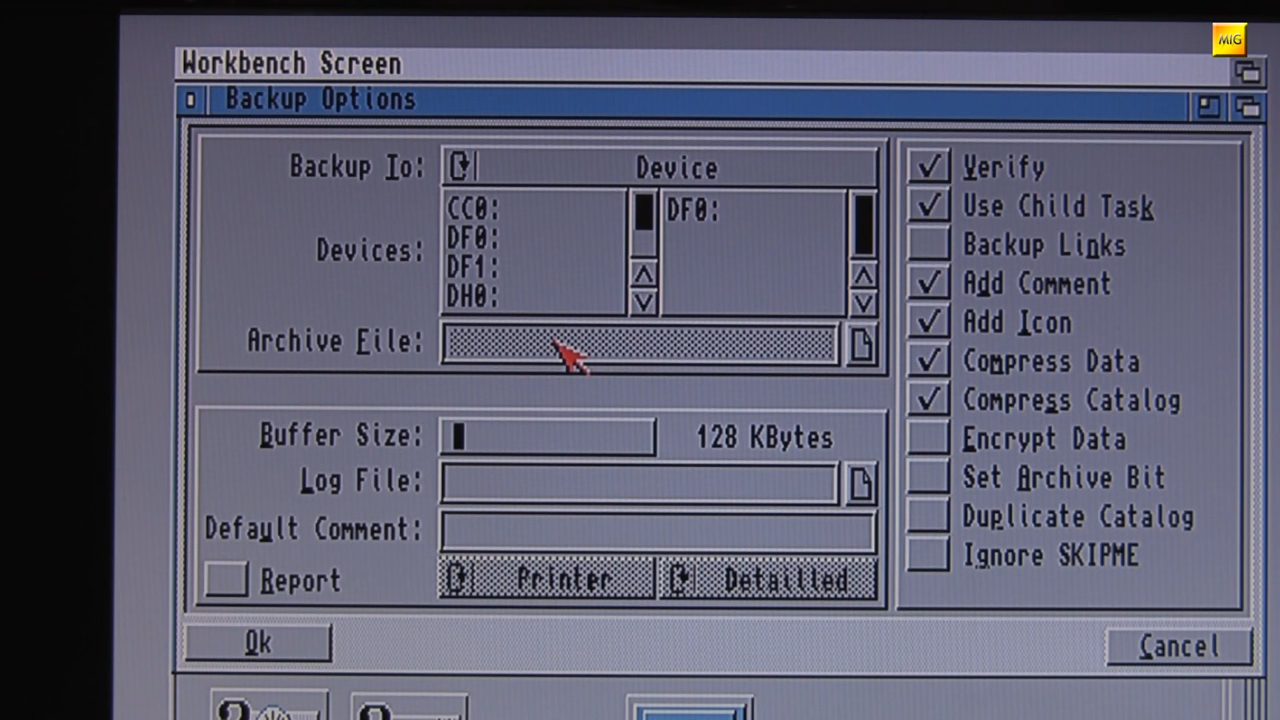 MIG
Workbench Screen
Backup Options
Backup To: Device
Devices:
CC0:
DF0:
DF1:
DH0:
DF0:
Archive File:
Buffer Size: 128 KBytes
Log File:
Default Comment:
Report Printer Detailled
Verify
Use Child Task
Backup Links
Add Comment
Add Icon
Compress Data
Compress Catalog
Encrypt Data
Set Archive Bit
Duplicate Catalog
Ignore SKIPME
Ok
Cancel